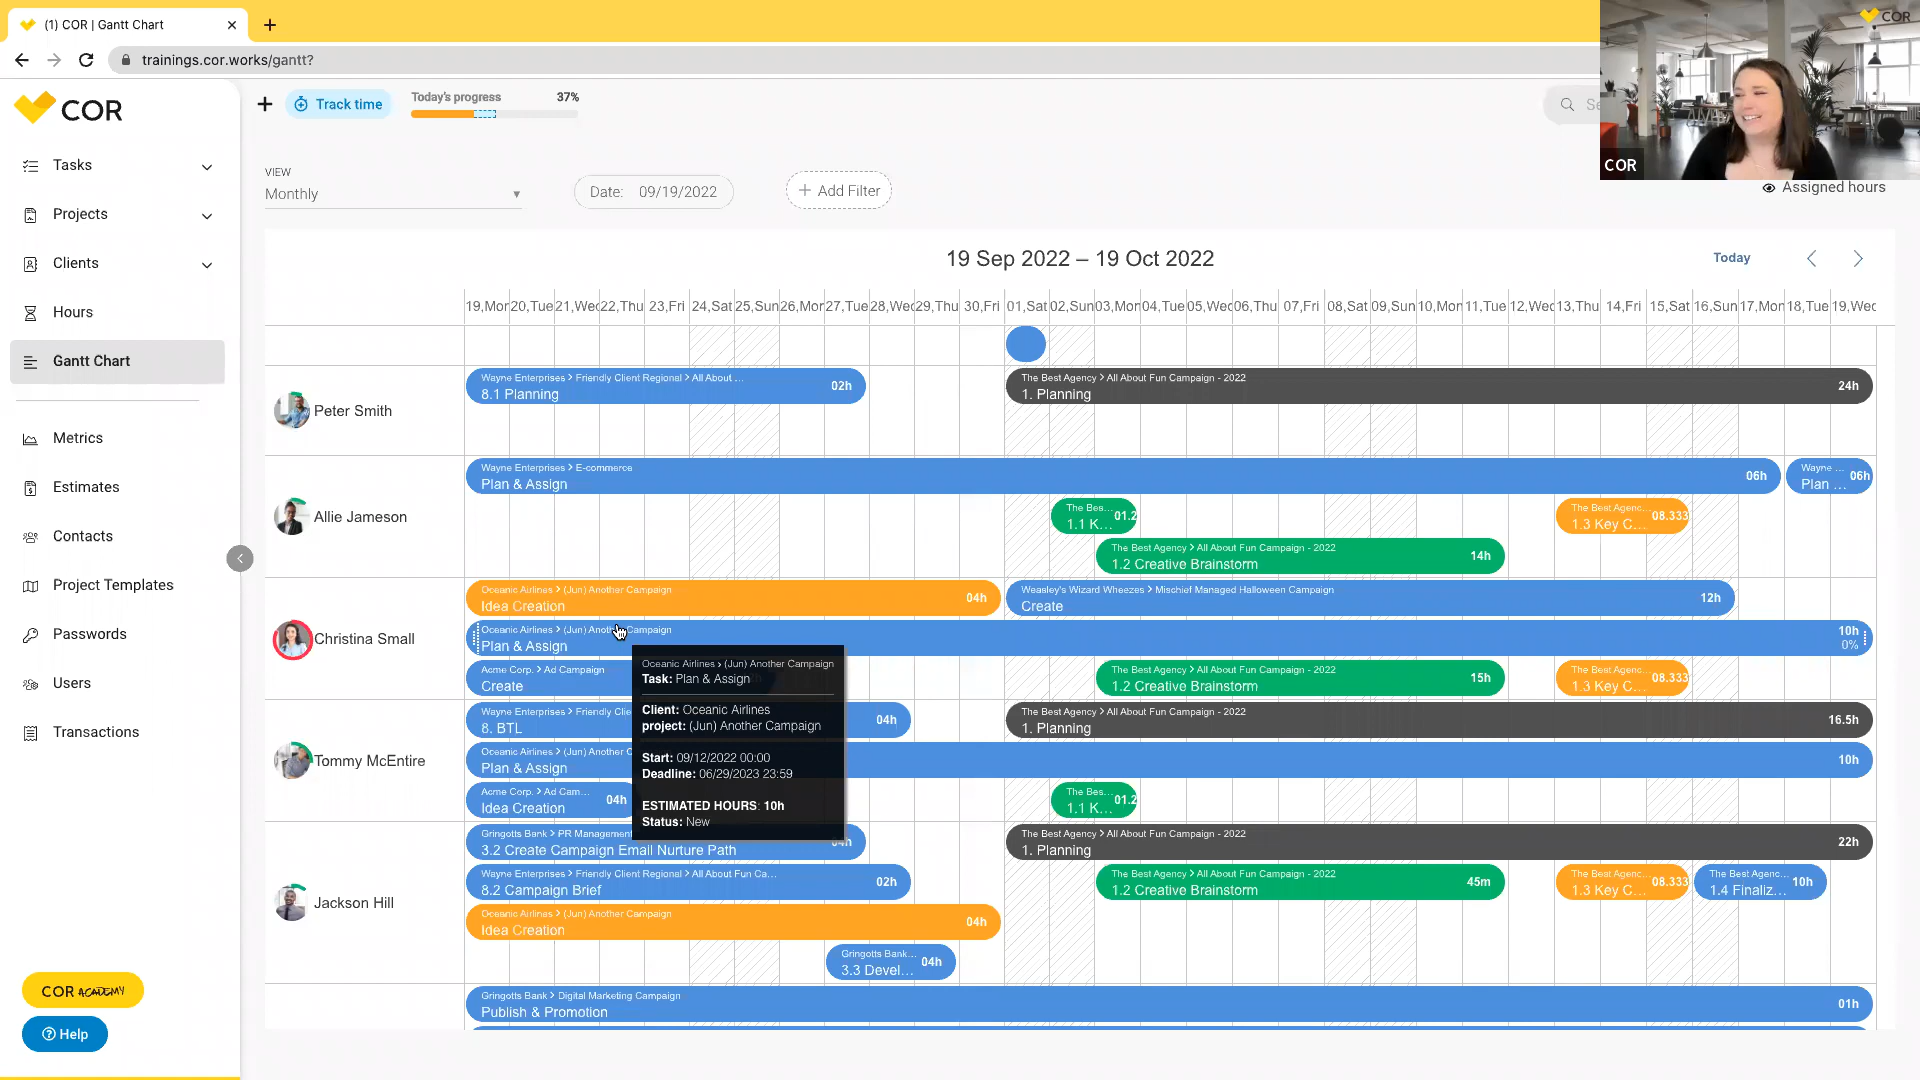 (1) COR | Gantt Chart
trainings.cor.works/gantt?
COR
COR
COR
Tasks
Projects
Clients
Hours
Gantt Chart
Metrics
Estimates
Contacts
Project Templates
Passwords
Users
Transactions
COR ACADEMY
Help
Track time
Today's progress 37%
VIEW
Monthly
Date: 09/19/2022
Add Filter
Assigned hours
19 Sep 2022 – 19 Oct 2022
Today
19,Mon 20,Tue 21,Wed 22,Thu 23,Fri 24,Sat 25,Sun 26,Mon 27,Tue 28,Wed 29,Thu 30,Fri 01,Sat 02,Sun 03,Mon 04,Tue 05,Wed 06,Thu 07,Fri 08,Sat 09,Sun 10,Mon 11,Tue 12,Wed 13,Thu 14,Fri 15,Sat 16,Sun 17,Mon 18,Tue 19,Wed
Peter Smith
Wayne Enterprises > Friendly Client Regional > All About ...
8.1 Planning
02h
The Best Agency > All About Fun Campaign - 2022
1. Planning
24h
Allie Jameson
Wayne Enterprises > E-commerce
Plan & Assign
06h
Wayne ...
Plan ...
06h
The Bes...
1.1 K...
01.2
The Best Agenc...
1.3 Key C...
08.333
The Best Agency > All About Fun Campaign - 2022
1.2 Creative Brainstorm
14h
Christina Small
Oceanic Airlines > (Jun) Another Campaign
Idea Creation
04h
Weasley's Wizard Wheezes > Mischief Managed Halloween Campaign
Create
12h
Oceanic Airlines > (Jun) Another Campaign
Plan & Assign
10h
0%
Acme Corp. > Ad Campaign
Create
The Best Agency > All About Fun Campaign - 2022
1.2 Creative Brainstorm
15h
The Best Agenc...
1.3 Key C...
08.333
Oceanic Airlines > (Jun) Another Campaign
Task: Plan & Assign
Client: Oceanic Airlines
project: (Jun) Another Campaign
Start: 09/12/2022 00:00
Deadline: 06/29/2023 23:59
ESTIMATED HOURS: 10h
Status: New
Tommy McEntire
Wayne Enterprises > Friendly Clie
8. BTL
04h
The Best Agency > All About Fun Campaign - 2022
1. Planning
16.5h
Oceanic Airlines > (Jun) Another C
Plan & Assign
10h
Acme Corp. > Ad Cam...
Idea Creation
04h
The Bes...
1.1 K...
01.2
Jackson Hill
Gringotts Bank > PR Management
3.2 Create Campaign Email Nurture Path
04h
The Best Agency > All About Fun Campaign - 2022
1. Planning
22h
Wayne Enterprises > Friendly Client Regional > All About Fun Ca...
8.2 Campaign Brief
02h
The Best Agency > All About Fun Campaign - 2022
1.2 Creative Brainstorm
45m
The Best Agenc...
1.3 Key C...
08.333
The Best Agenc...
1.4 Finaliz...
10h
Oceanic Airlines > (Jun) Another Campaign
Idea Creation
04h
Gringotts Bank...
3.3 Devel...
04h
Gringotts Bank > Digital Marketing Campaign
Publish & Promotion
01h